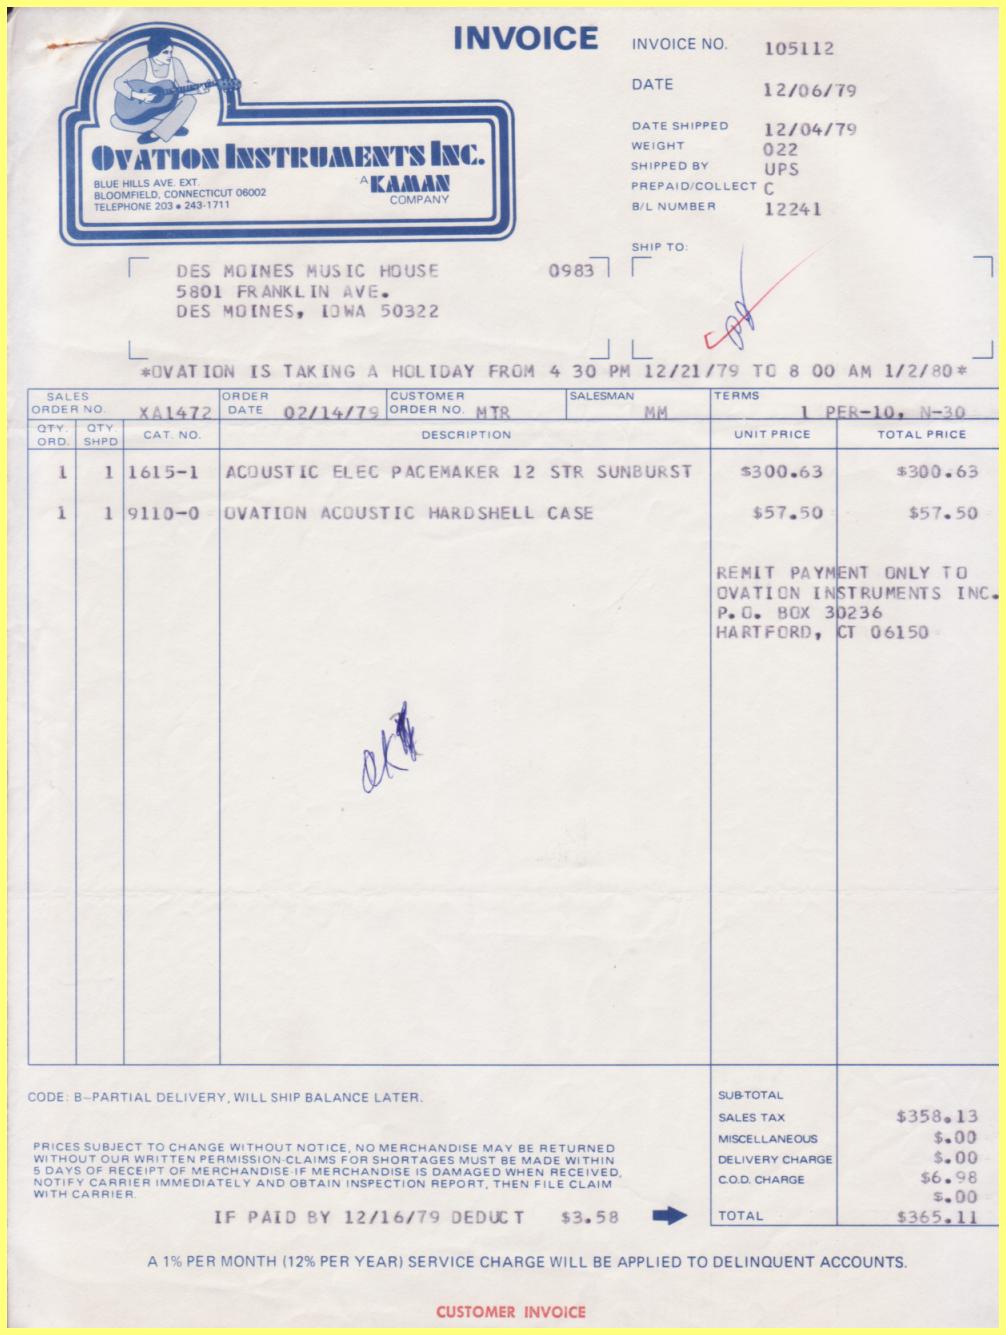 INVOICE
INVOICE NO. 105112
DATE 12/06/79
DATE SHIPPED 12/04/79
WEIGHT 022
SHIPPED BY UPS
PREPAID/COLLECT C
B/L NUMBER 12241
OVATION INSTRUMENTS INC.
A KAMAN COMPANY
BLUE HILLS AVE. EXT.
BLOOMFIELD, CONNECTICUT 06002
TELEPHONE 203 • 243-1711
SHIP TO:
DES MOINES MUSIC HOUSE 0983
5801 FRANKLIN AVE.
DES MOINES, IOWA 50322
*OVATION IS TAKING A HOLIDAY FROM 4 30 PM 12/21/79 TO 8 00 AM 1/2/80*
SALES ORDER NO. XA1472 ORDER DATE 02/14/79 CUSTOMER ORDER NO. MTR SALESMAN MM TERMS 1 PER-10, N-30
QTY. ORD. QTY. SHPD CAT. NO. DESCRIPTION UNIT PRICE TOTAL PRICE
1 1 1615-1 ACOUSTIC ELEC PACEMAKER 12 STR SUNBURST $300.63 $300.63
1 1 9110-0 OVATION ACOUSTIC HARDSHELL CASE $57.50 $57.50
REMIT PAYMENT ONLY TO
OVATION INSTRUMENTS INC.
P.O. BOX 30236
HARTFORD, CT 06150
OK
CODE: B-PARTIAL DELIVERY, WILL SHIP BALANCE LATER.
PRICES SUBJECT TO CHANGE WITHOUT NOTICE, NO MERCHANDISE MAY BE RETURNED
WITHOUT OUR WRITTEN PERMISSION-CLAIMS FOR SHORTAGES MUST BE MADE WITHIN
5 DAYS OF RECEIPT OF MERCHANDISE-IF MERCHANDISE IS DAMAGED WHEN RECEIVED,
NOTIFY CARRIER IMMEDIATELY AND OBTAIN INSPECTION REPORT, THEN FILE CLAIM
WITH CARRIER.
SUB-TOTAL $358.13
SALES TAX $.00
MISCELLANEOUS $.00
DELIVERY CHARGE $6.98
C.O.D. CHARGE $.00
IF PAID BY 12/16/79 DEDUCT $3.58 TOTAL $365.11
A 1% PER MONTH (12% PER YEAR) SERVICE CHARGE WILL BE APPLIED TO DELINQUENT ACCOUNTS.
CUSTOMER INVOICE